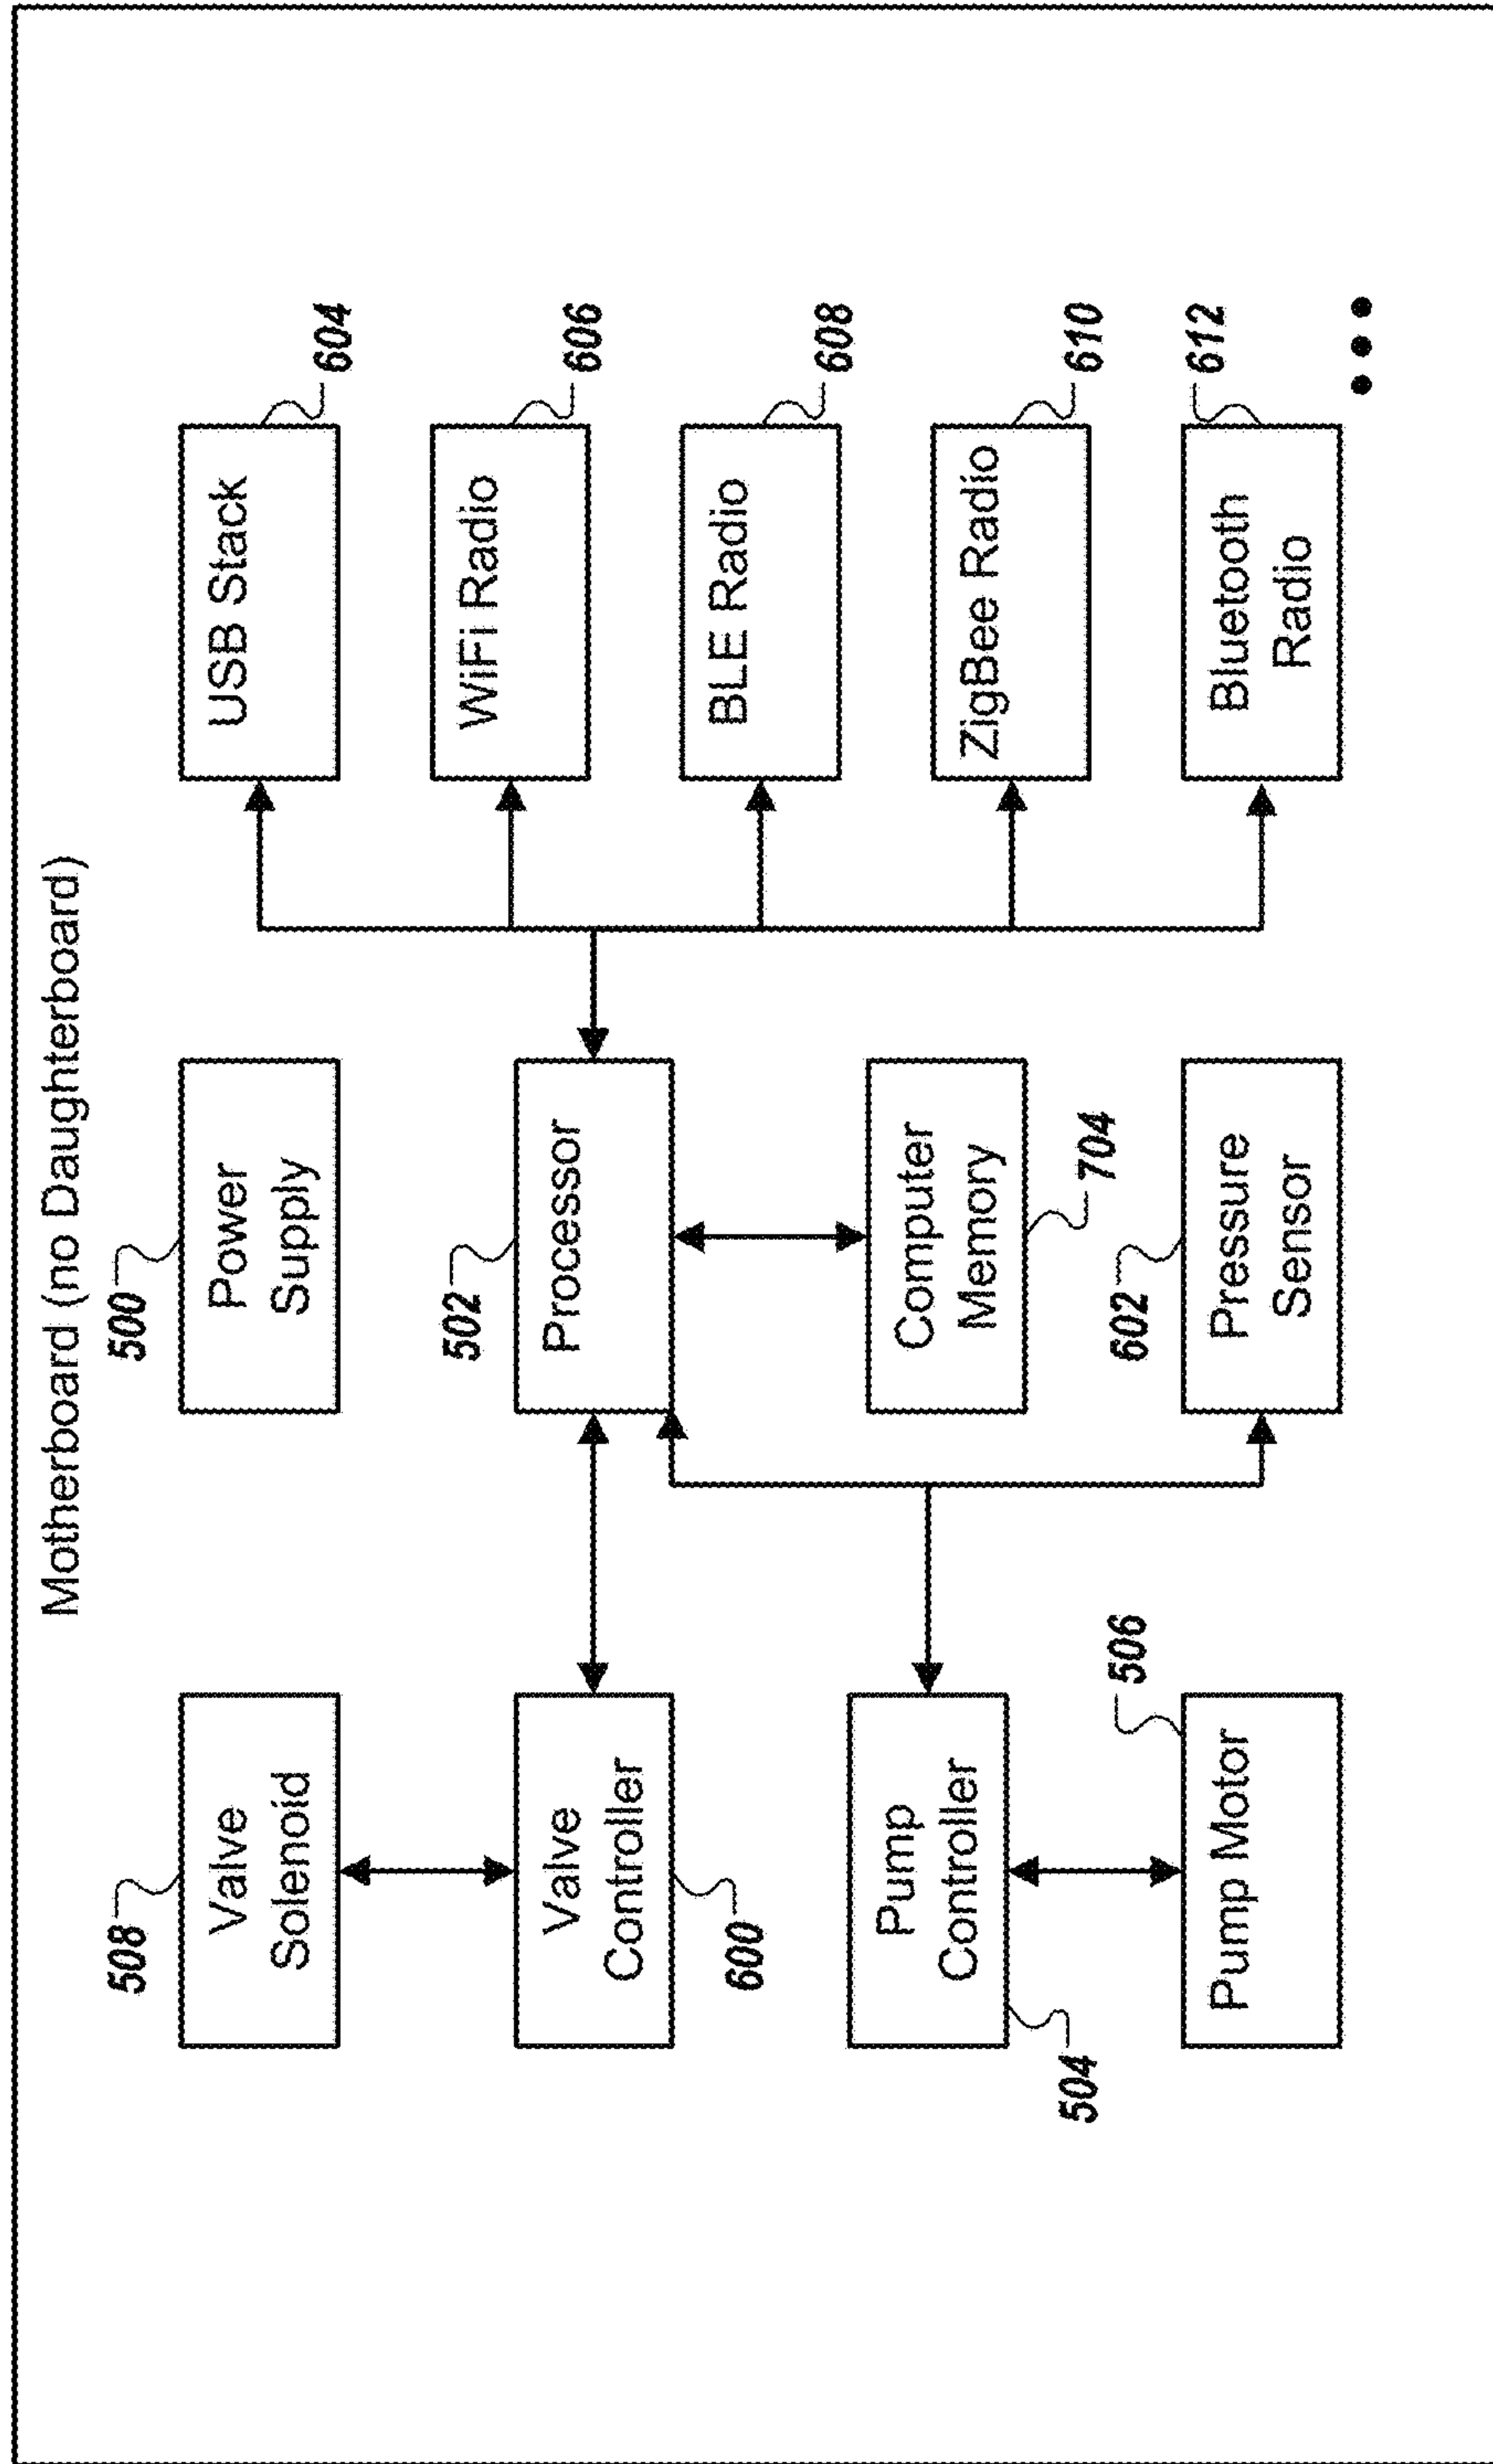 Motherboard (no Daughterboard)
508
Valve
Solenoid
500
Power
Supply
USB Stack
604
Valve
Controller
600
502
Processor
WiFi Radio
606
BLE Radio
608
Pump
Controller
504
Computer
Memory
704
ZigBee Radio
610
Pump Motor
506
602
Pressure
Sensor
Bluetooth
Radio
612